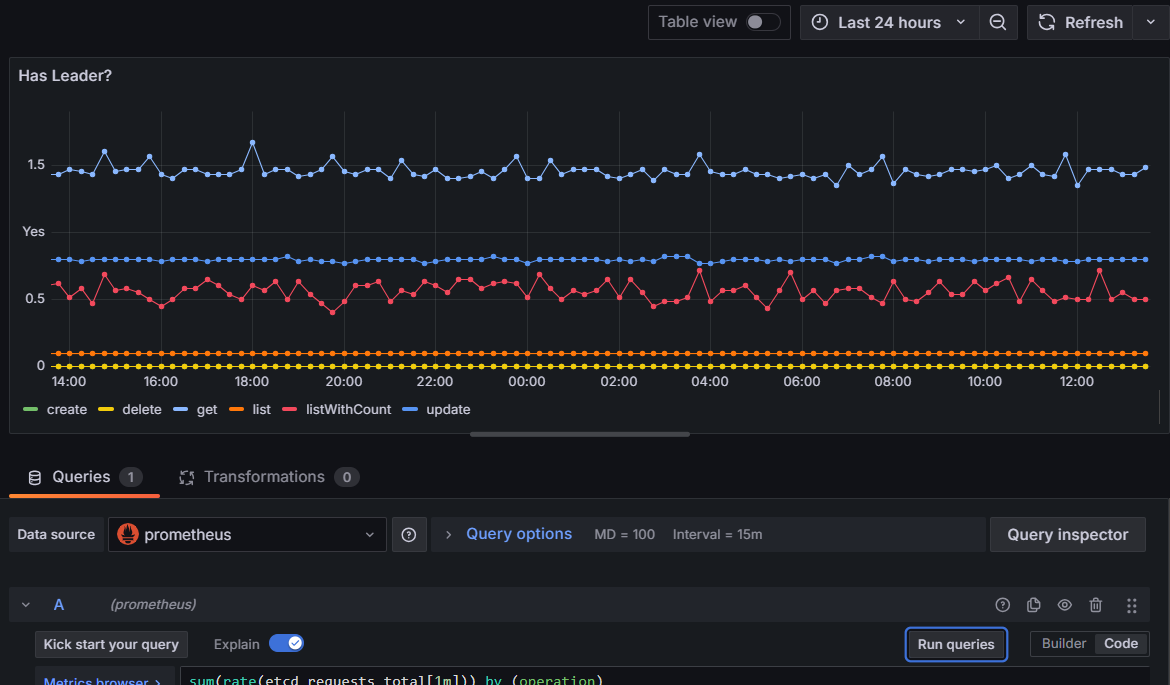 Table view
Last 24 hours
Refresh
Has Leader?
1.5
Yes
0.5
0
14:00 16:00 18:00 20:00 22:00 00:00 02:00 04:00 06:00 08:00 10:00 12:00
create delete get list listWithCount update
Queries 1 Transformations 0
Data source prometheus Query options MD = 100 Interval = 15m Query inspector
A (prometheus)
Kick start your query Explain Run queries Builder Code
Metrics browser > sum(rate(etcd_requests_total[1m])) by (operation)